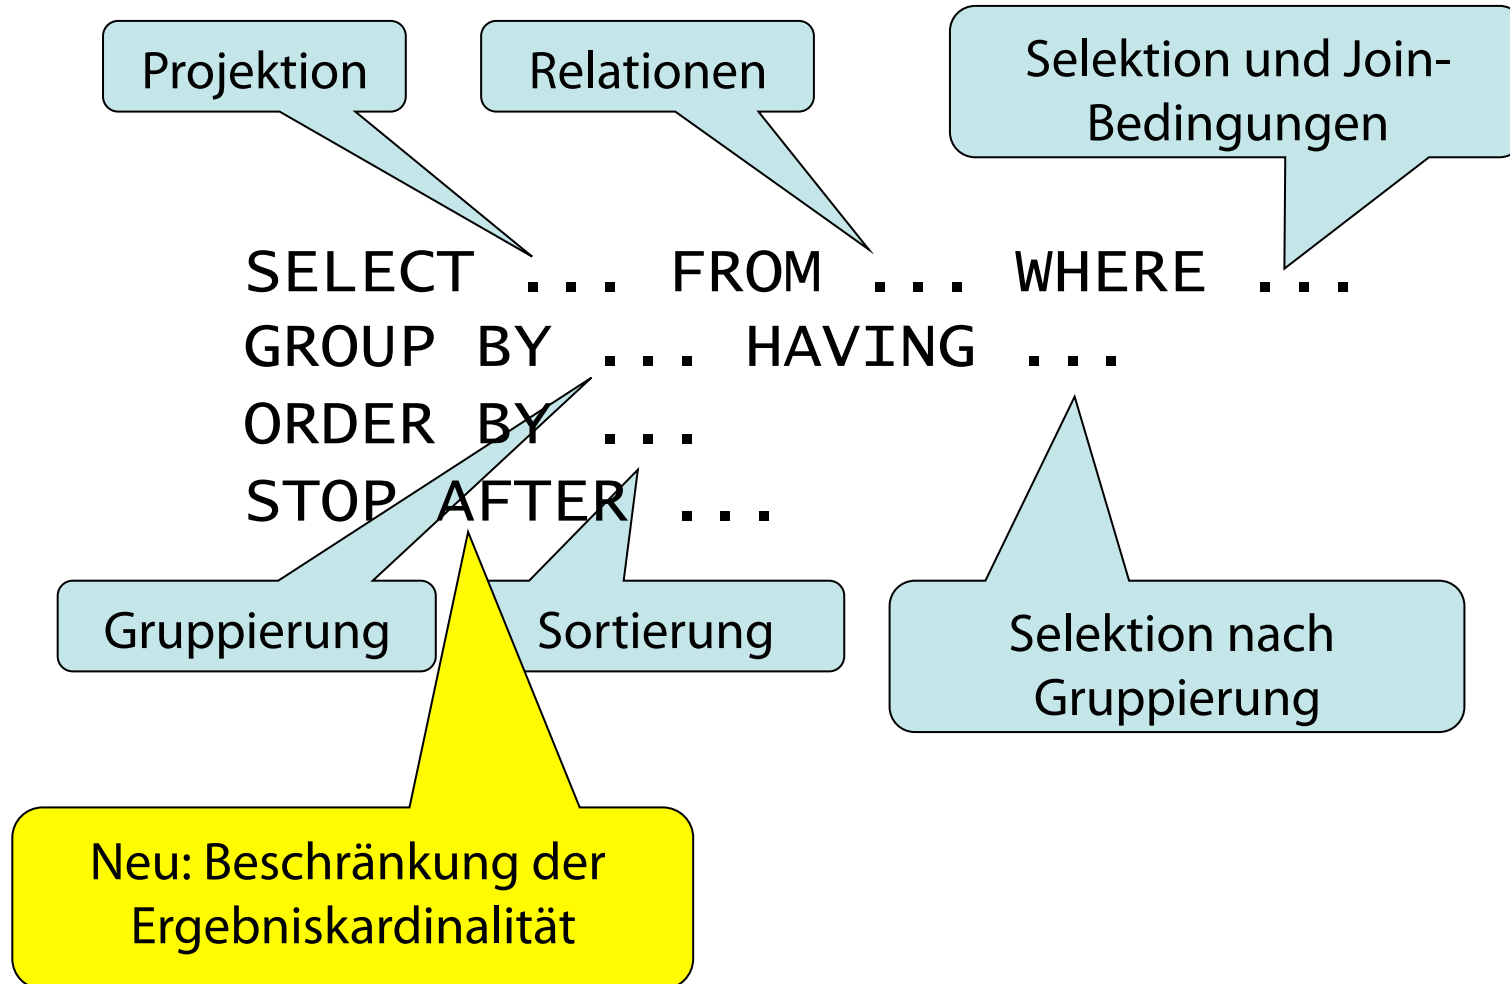 Projektion
Relationen
Selektion und Join-
Bedingungen
SELECT ... FROM ... WHERE ...
GROUP BY ... HAVING ...
ORDER BY ...
STOP AFTER ...
Gruppierung
Sortierung
Selektion nach
Gruppierung
Neu: Beschränkung der
Ergebniskardinalität